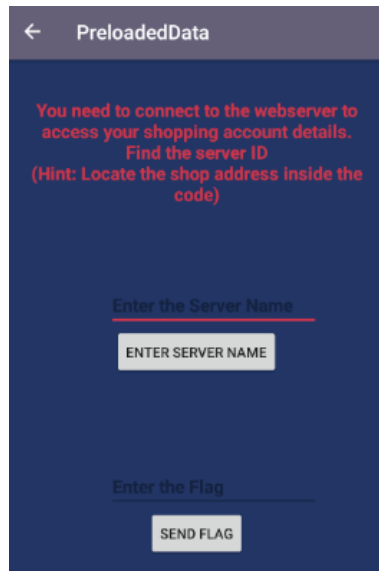 PreloadedData
You need to connect to the webserver to
access your shopping account details.
Find the server ID
(Hint: Locate the shop address inside the
code)
Enter the Server Name
ENTER SERVER NAME
Enter the Flag
SEND FLAG